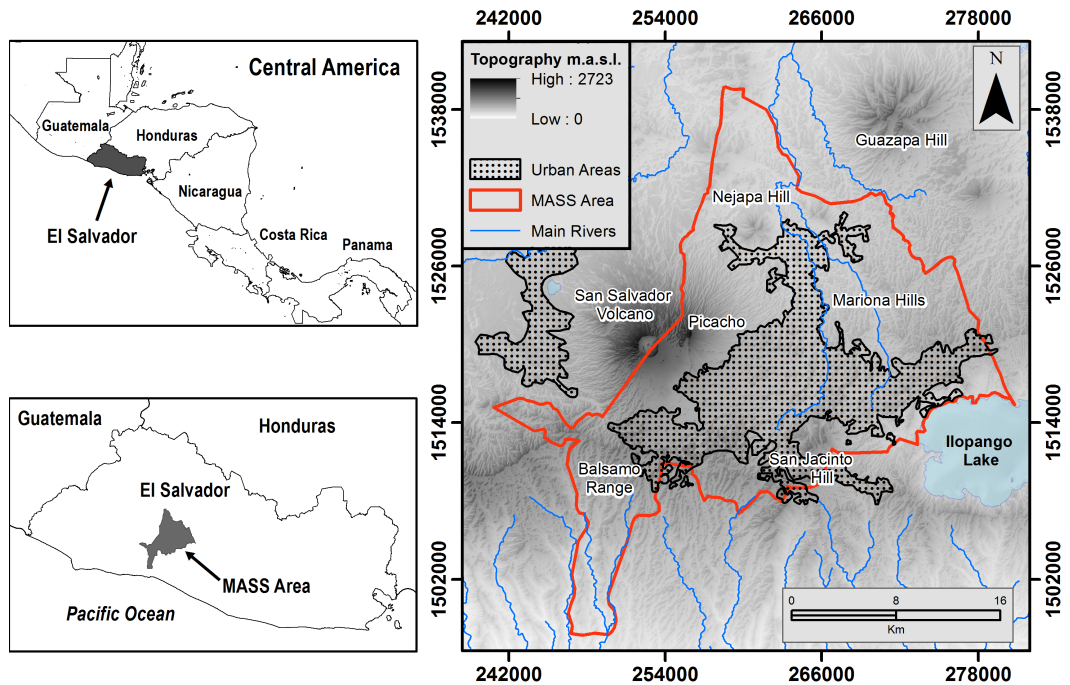 Central America
Guatemala
Honduras
Nicaragua
El Salvador
Costa Rica
Panama
Guatemala
Honduras
El Salvador
MASS Area
Pacific Ocean
242000
254000
266000
278000
Topography m.a.s.l.
High : 2723
Low : 0
Urban Areas
MASS Area
Main Rivers
N
Guazapa Hill
Nejapa Hill
San Salvador
Volcano
Picacho
Mariona Hills
Ilopango
Lake
San Jacinto
Hill
Balsamo
Range
0
8
16
Km
1538000
1526000
1514000
1502000
1538000
1526000
1514000
1502000
242000
254000
266000
278000